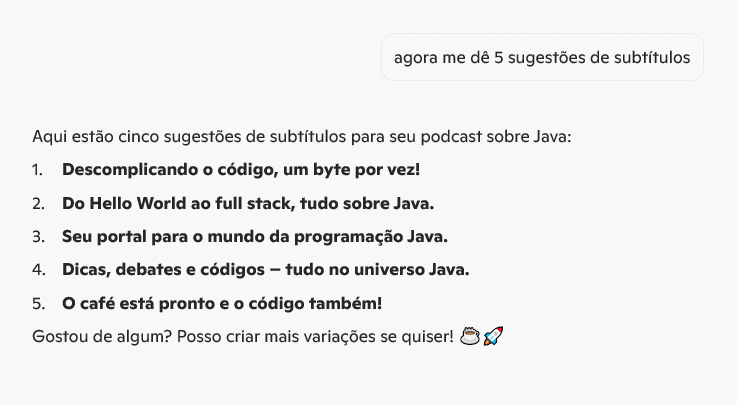 agora me dê 5 sugestões de subtítulos
Aqui estão cinco sugestões de subtítulos para seu podcast sobre Java:
1. Descomplicando o código, um byte por vez!
2. Do Hello World ao full stack, tudo sobre Java.
3. Seu portal para o mundo da programação Java.
4. Dicas, debates e códigos – tudo no universo Java.
5. O café está pronto e o código também!
Gostou de algum? Posso criar mais variações se quiser! ☕🚀